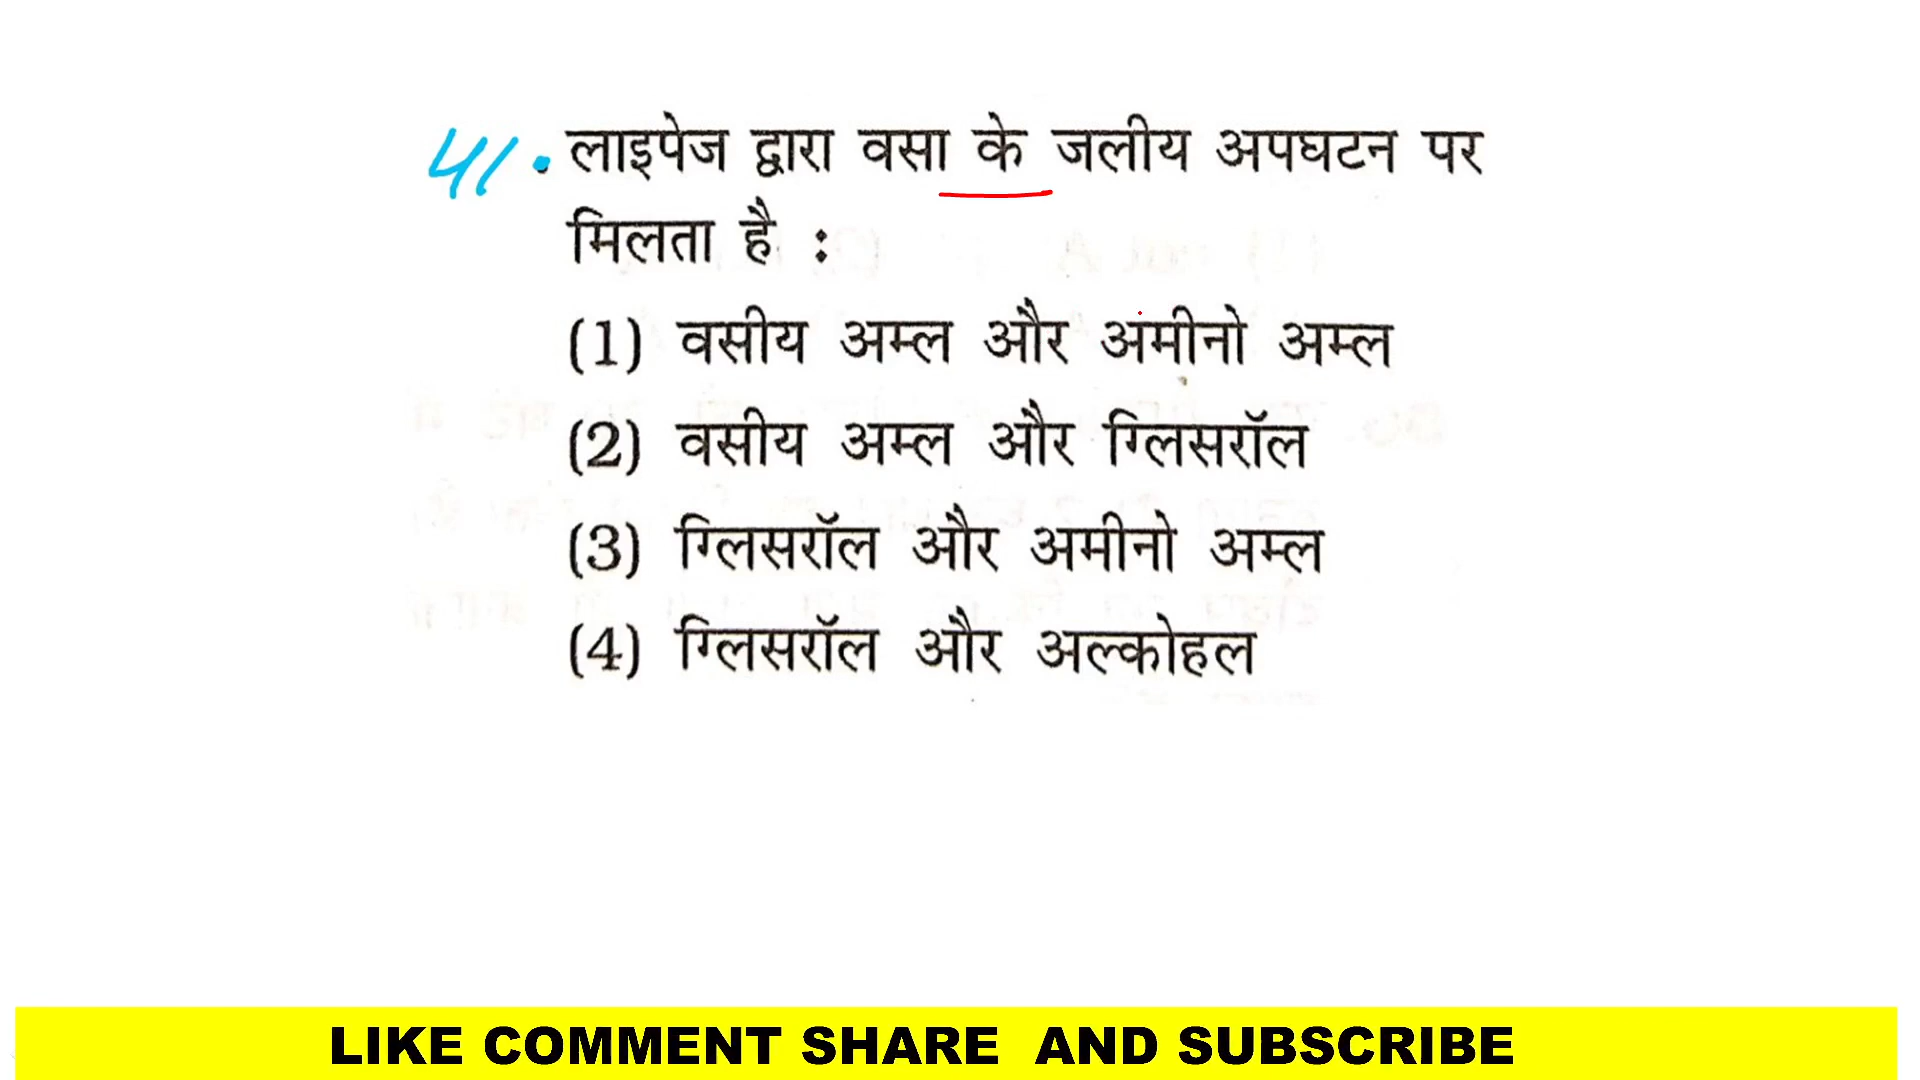 41. लाइपेज द्वारा वसा के जलीय अपघटन पर
मिलता है :
(1) वसीय अम्ल और अमीनो अम्ल
(2) वसीय अम्ल और ग्लिसरॉल
(3) ग्लिसरॉल और अमीनो अम्ल
(4) ग्लिसरॉल और अल्कोहल
LIKE COMMENT SHARE AND SUBSCRIBE